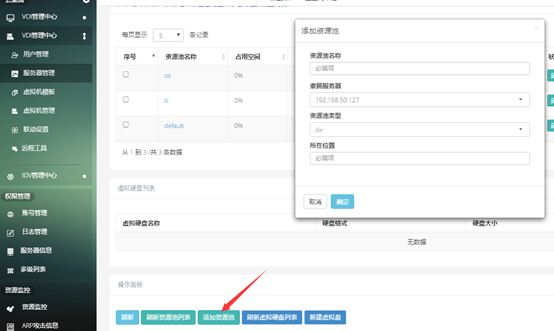 VOI管理中心
VDI管理中心
用户管理
服务器管理
虚拟机模板
虚拟机管理
联动设置
远程工具
IDV管理中心
权限管理
账号管理
日志管理
服务器信息
多级列表
资源监控
资源监控
ARP攻击信息
每页显示 5 条记录
序号 资源池名称 占用空间
os 0%
lc 0%
default 0%
从 1 到 3 /共 3 条数据
虚拟硬盘列表
虚拟硬盘名称 硬盘格式 硬盘大小
无数据
操作面板
刷新 刷新资源池列表 添加资源池 刷新虚拟硬盘列表 新建虚拟盘
添加资源池
资源池名称
必填项
隶属服务器
192.168.50.127
资源池类型
dir
所在位置
必填项
取消 确定